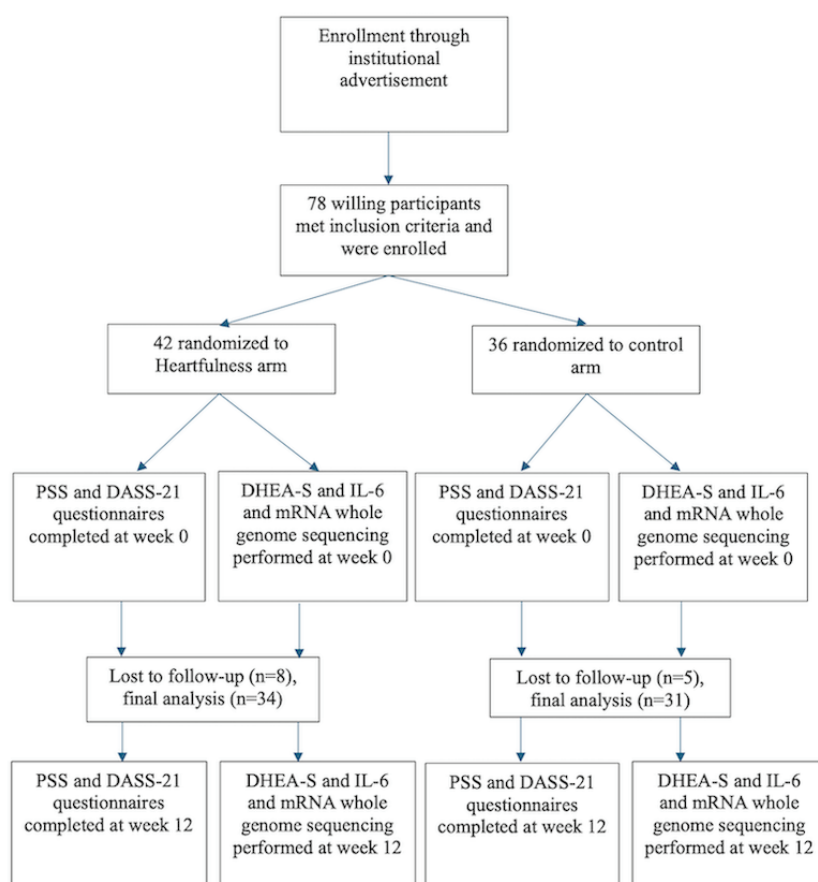 Enrollment through
institutional
advertisement
78 willing participants
met inclusion criteria and
were enrolled
42 randomized to
Heartfulness arm
36 randomized to control
arm
PSS and DASS-21
questionnaires
completed at week 0
DHEA-S and IL-6
and mRNA whole
genome sequencing
performed at week 0
PSS and DASS-21
questionnaires
completed at week 0
DHEA-S and IL-6
and mRNA whole
genome sequencing
performed at week 0
Lost to follow-up (n=8),
final analysis (n=34)
Lost to follow-up (n=5),
final analysis (n=31)
PSS and DASS-21
questionnaires
completed at week 12
DHEA-S and IL-6
and mRNA whole
genome sequencing
performed at week 12
PSS and DASS-21
questionnaires
completed at week 12
DHEA-S and IL-6
and mRNA whole
genome sequencing
performed at week 12